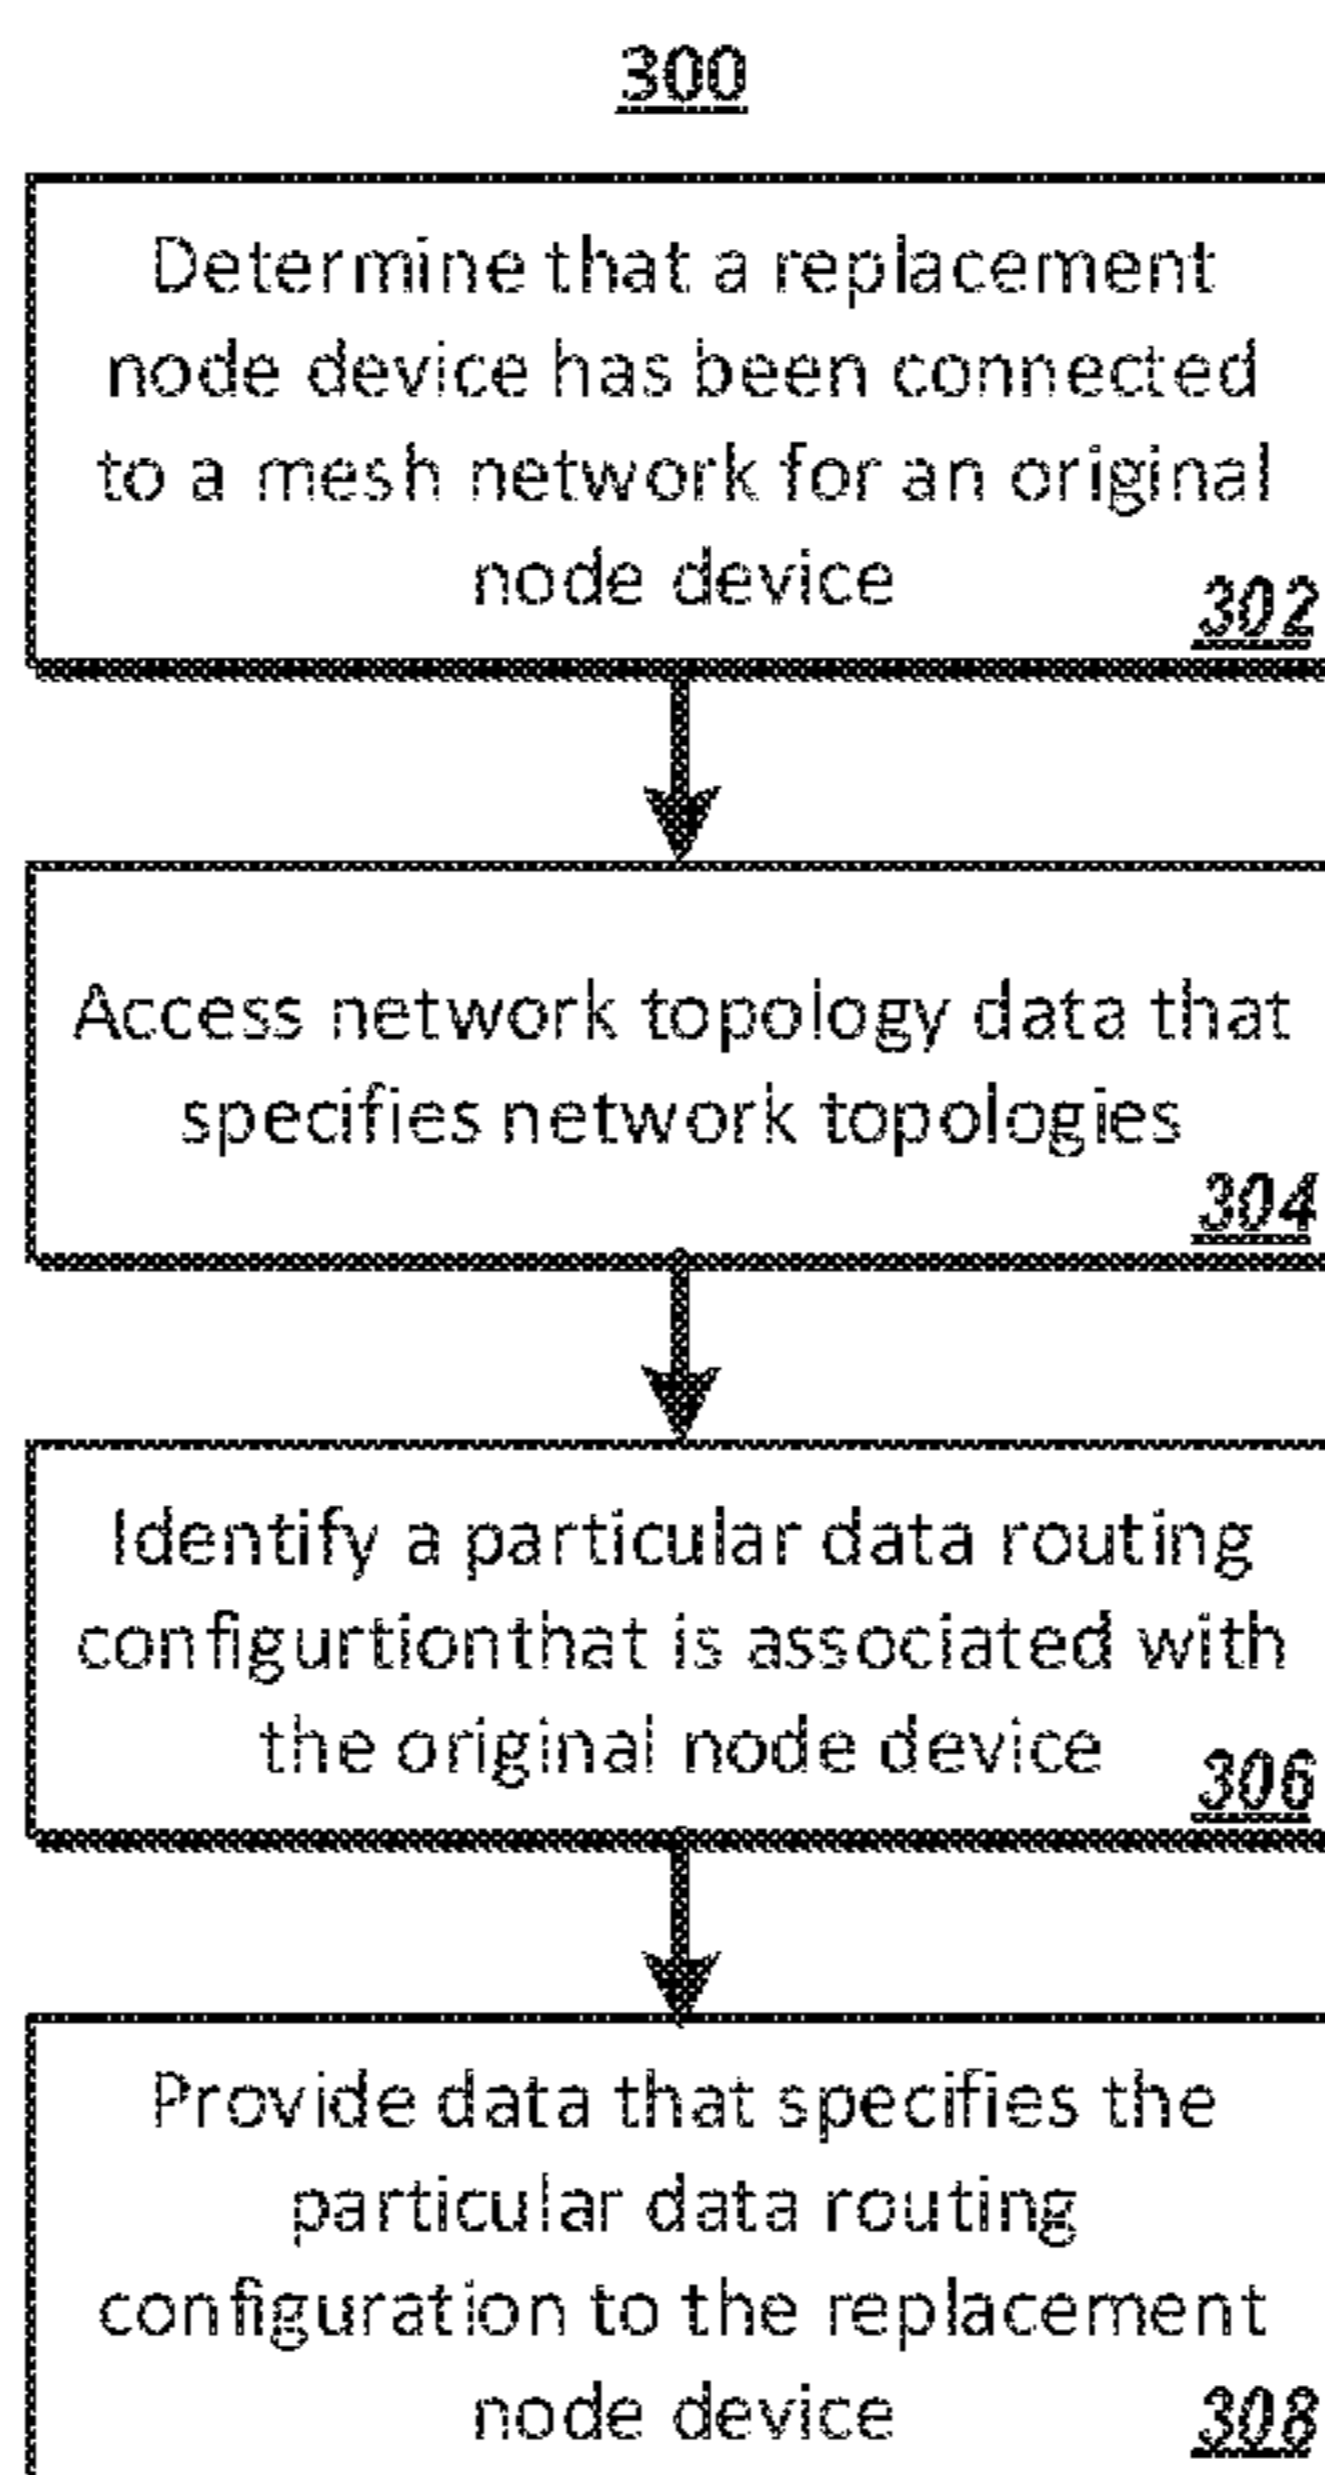 300
Determine that a replacement
node device has been connected
to a mesh network for an original
node device
302
Access network topology data that
specifies network topologies
304
Identify a particular data routing
configurtionthat is associated with
the original node device
306
Provide data that specifies the
particular data routing
configuration to the replacement
node device
308